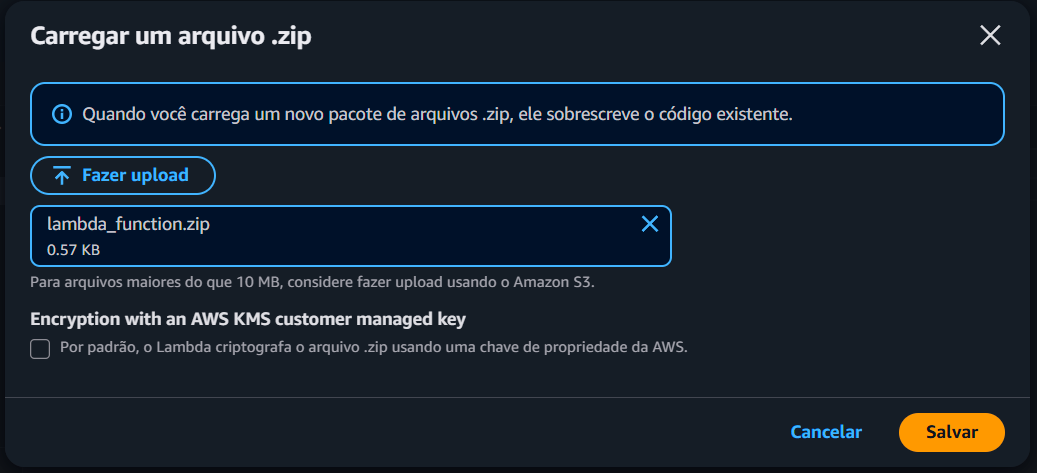 Carregar um arquivo .zip
Quando você carrega um novo pacote de arquivos .zip, ele sobrescreve o código existente.
Fazer upload
lambda_function.zip
0.57 KB
Para arquivos maiores do que 10 MB, considere fazer upload usando o Amazon S3.
Encryption with an AWS KMS customer managed key
Por padrão, o Lambda criptografa o arquivo .zip usando uma chave de propriedade da AWS.
Cancelar
Salvar